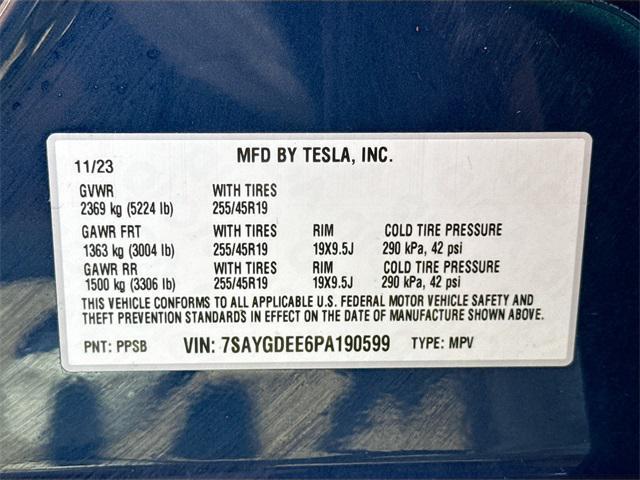 MFD BY TESLA, INC.
11/23
GVWR WITH TIRES
2369 kg (5224 lb) 255/45R19
GAWR FRT WITH TIRES RIM COLD TIRE PRESSURE
1363 kg (3004 lb) 255/45R19 19X9.5J 290 kPa, 42 psi
GAWR RR WITH TIRES RIM COLD TIRE PRESSURE
1500 kg (3306 lb) 255/45R19 19X9.5J 290 kPa, 42 psi
THIS VEHICLE CONFORMS TO ALL APPLICABLE U.S. FEDERAL MOTOR VEHICLE SAFETY AND
THEFT PREVENTION STANDARDS IN EFFECT ON THE DATE OF MANUFACTURE SHOWN ABOVE.
PNT: PPSB VIN: 7SAYGDEE6PA190599 TYPE: MPV